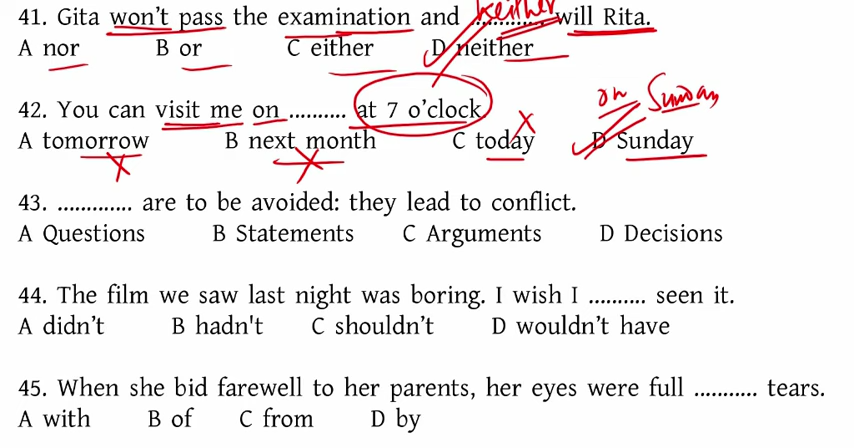 neither
41. Gita won't pass the examination and ........... will Rita.
A nor B or C either D neither
on Sunday
42. You can visit me on .......... at 7 o'clock
A tomorrow B next month C today D Sunday
43. ............. are to be avoided: they lead to conflict.
A Questions B Statements C Arguments D Decisions
44. The film we saw last night was boring. I wish I .......... seen it.
A didn't B hadn't C shouldn't D wouldn't have
45. When she bid farewell to her parents, her eyes were full ........... tears.
A with B of C from D by